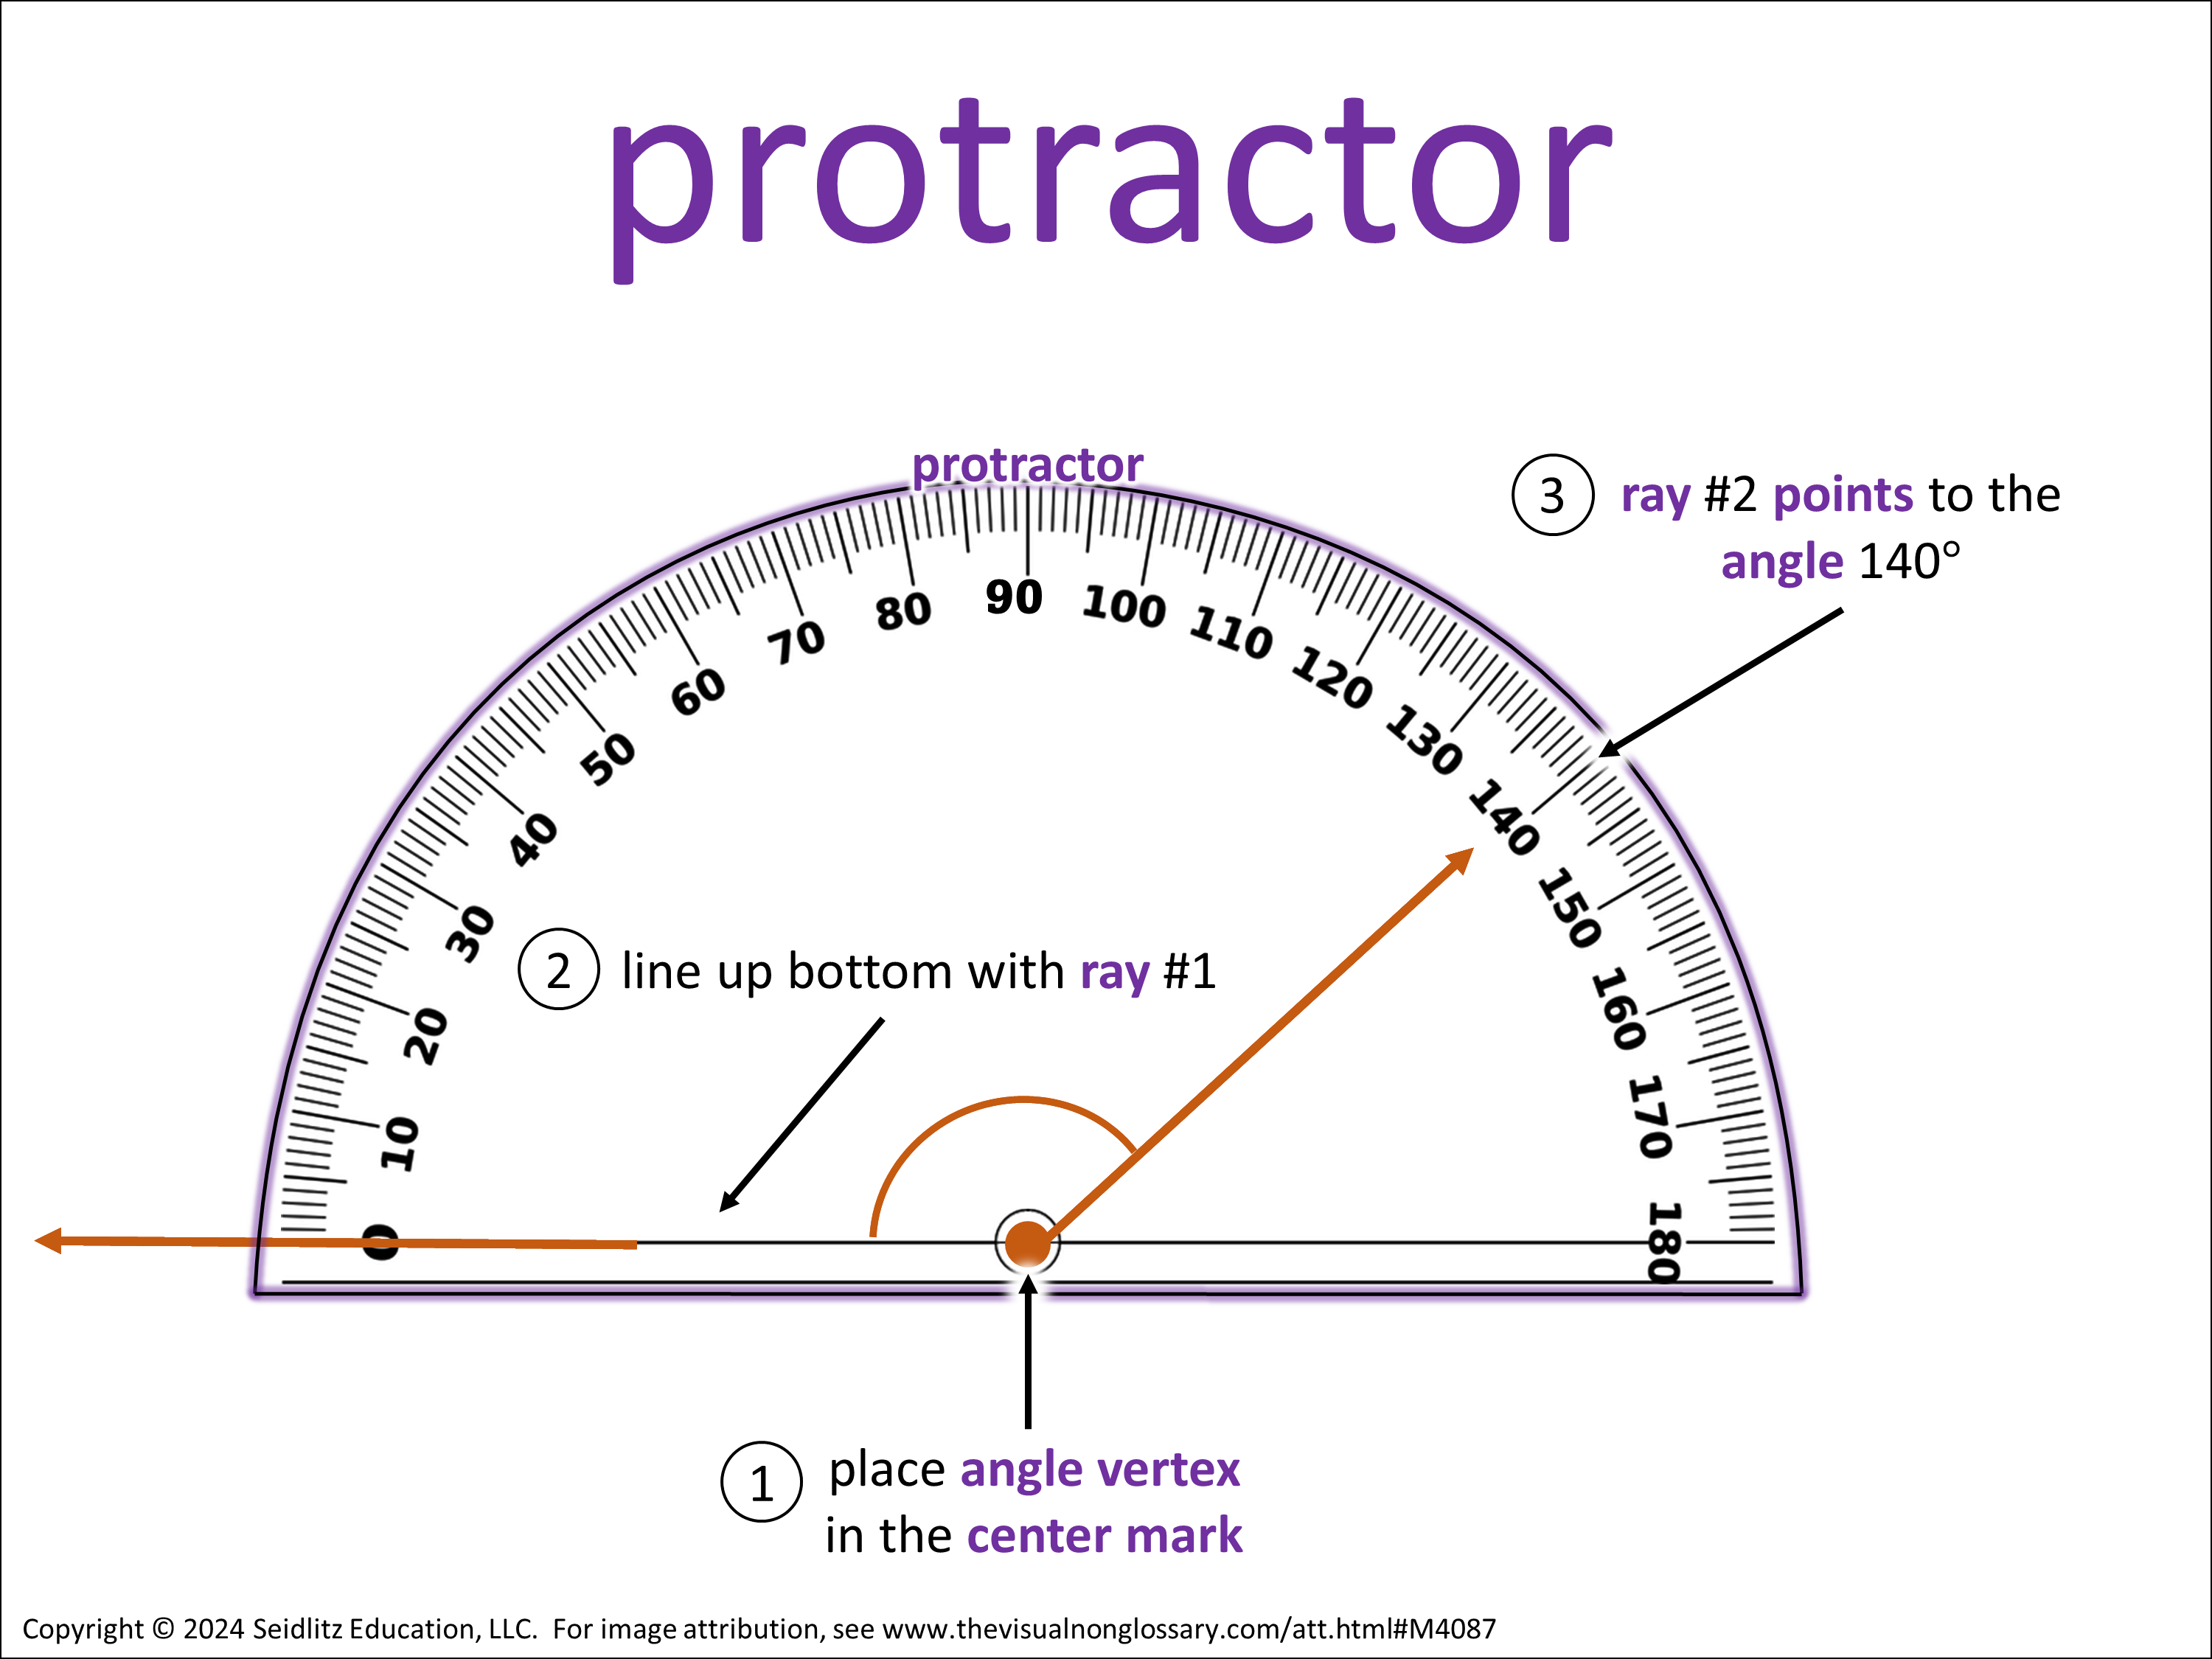 protractor
protractor
3 ray #2 points to the
angle 140°
0
10
20
30
40
50
60
70
80
90
100
110
120
130
140
150
160
170
180
2 line up bottom with ray #1
1 place angle vertex
in the center mark
Copyright © 2024 Seidlitz Education, LLC.  For image attribution, see www.thevisualnonglossary.com/att.html#M4087